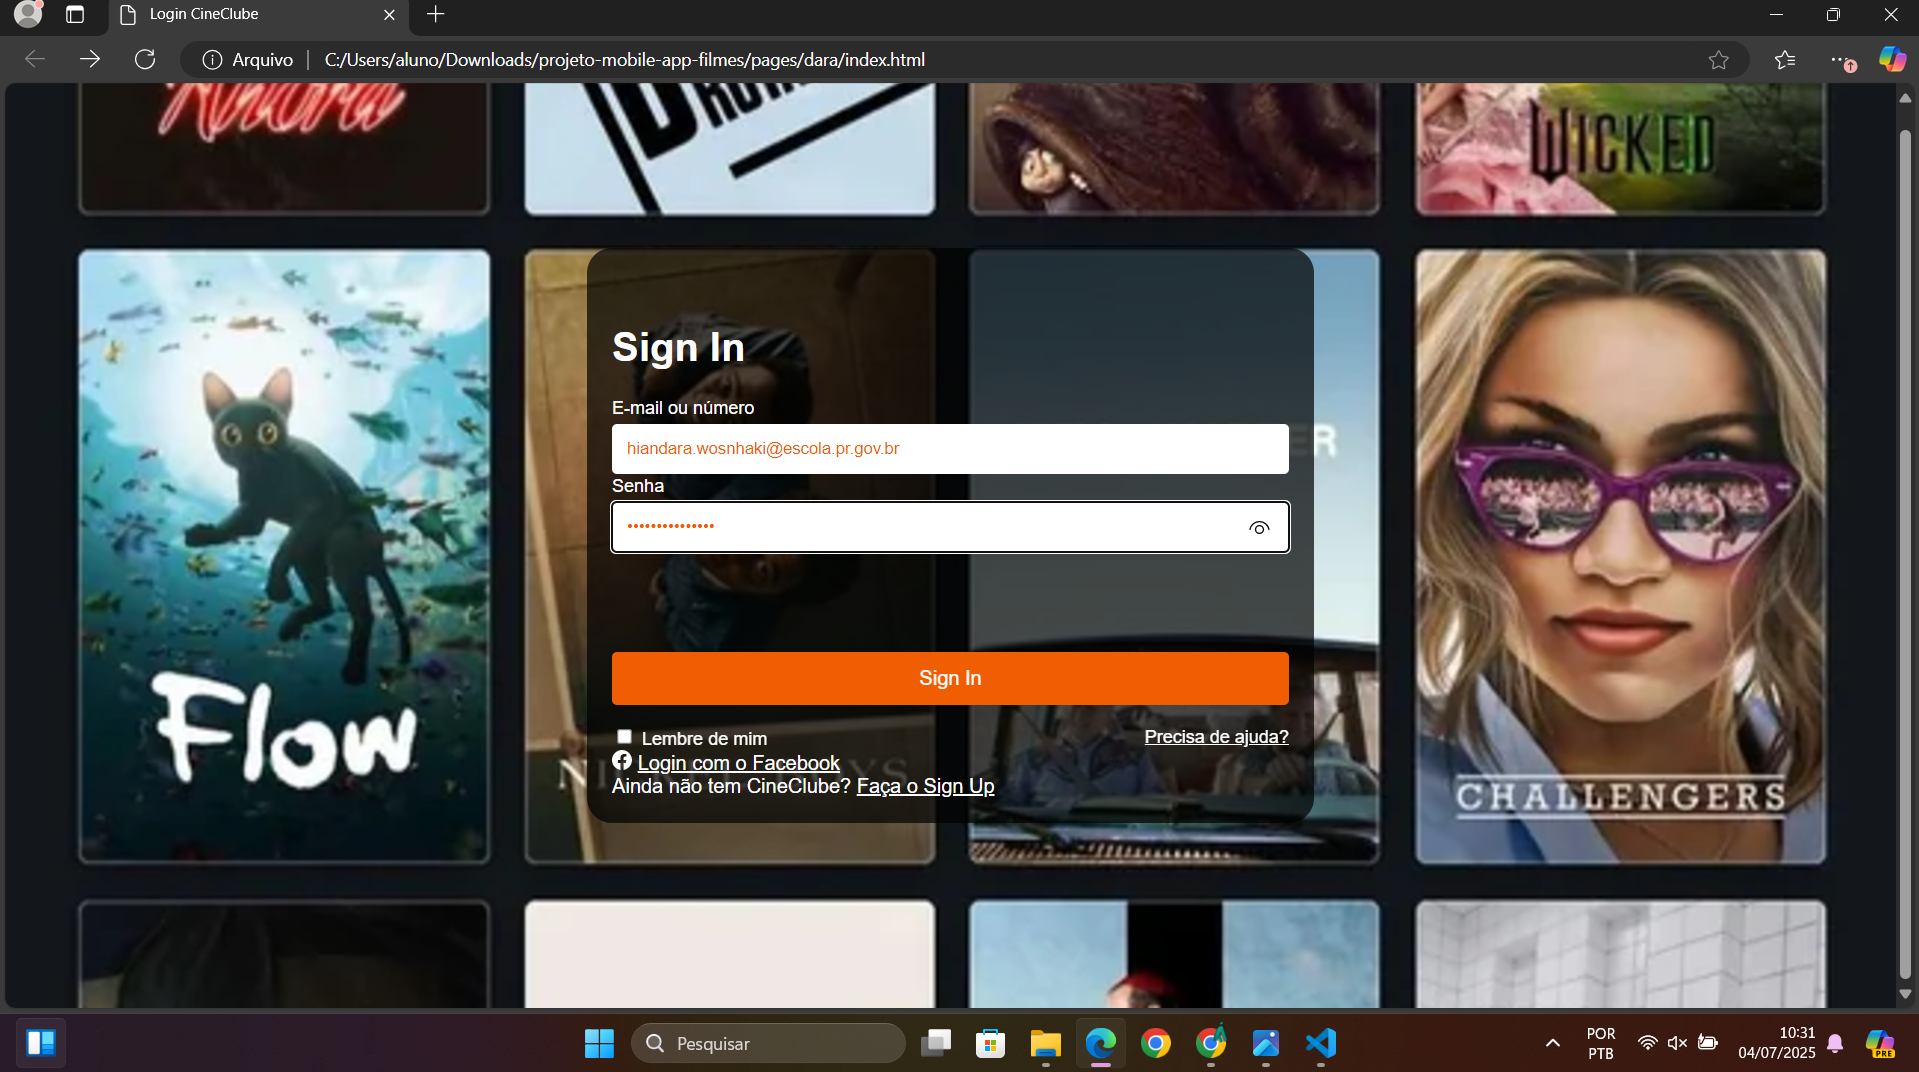 Login CineClube
Arquivo
C:/Users/aluno/Downloads/projeto-mobile-app-filmes/pages/dara/index.html
WICKED
Sign In
E-mail ou número
hiandara.wosnhaki@escola.pr.gov.br
Senha
•••••••••••••••
Sign In
Lembre de mim
Precisa de ajuda?
Login com o Facebook
Ainda não tem CineClube? Faça o Sign Up
Flow
CHALLENGERS
Pesquisar
POR
PTB
10:31
04/07/2025
PRE